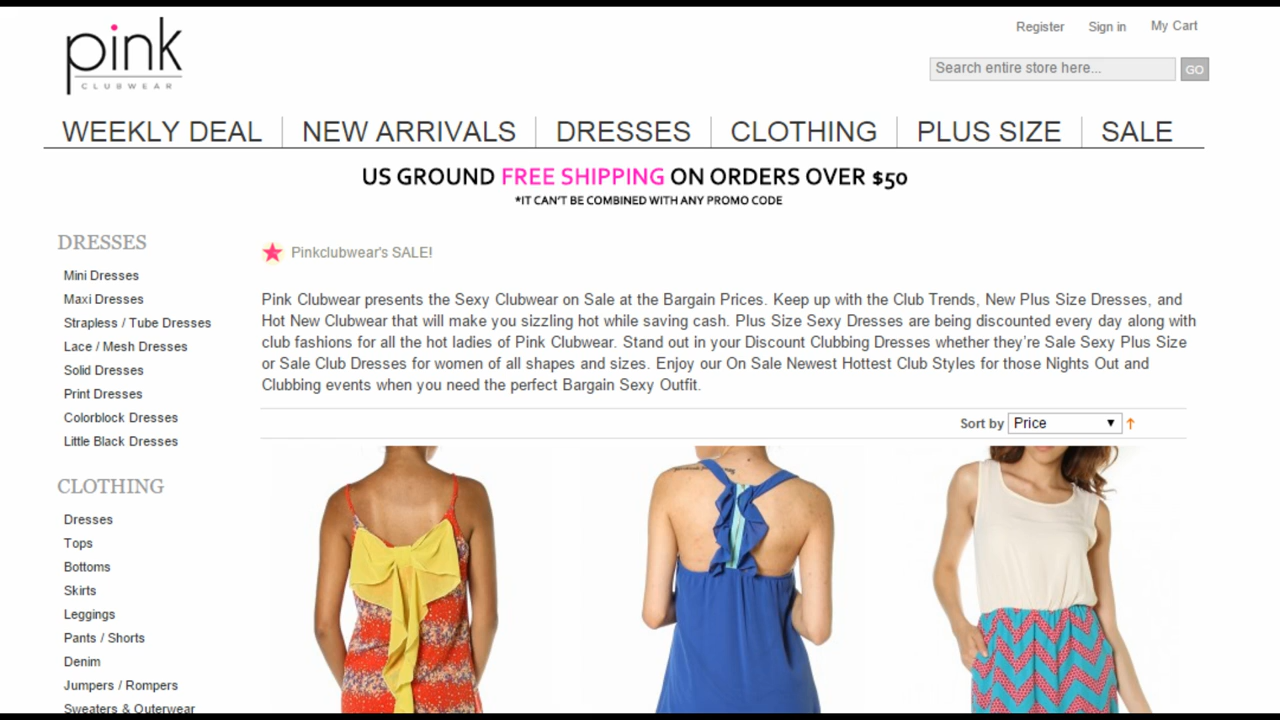 pink
CLUBWEAR
Register Sign in My Cart
Search entire store here...
GO
WEEKLY DEAL NEW ARRIVALS DRESSES CLOTHING PLUS SIZE SALE
US GROUND FREE SHIPPING ON ORDERS OVER $50
*IT CAN'T BE COMBINED WITH ANY PROMO CODE
DRESSES
Mini Dresses
Maxi Dresses
Strapless / Tube Dresses
Lace / Mesh Dresses
Solid Dresses
Print Dresses
Colorblock Dresses
Little Black Dresses
CLOTHING
Dresses
Tops
Bottoms
Skirts
Leggings
Pants / Shorts
Denim
Jumpers / Rompers
Sweaters & Outerwear
Pinkclubwear's SALE!
Pink Clubwear presents the Sexy Clubwear on Sale at the Bargain Prices. Keep up with the Club Trends, New Plus Size Dresses, and
Hot New Clubwear that will make you sizzling hot while saving cash. Plus Size Sexy Dresses are being discounted every day along with
club fashions for all the hot ladies of Pink Clubwear. Stand out in your Discount Clubbing Dresses whether they're Sale Sexy Plus Size
or Sale Club Dresses for women of all shapes and sizes. Enjoy our On Sale Newest Hottest Club Styles for those Nights Out and
Clubbing events when you need the perfect Bargain Sexy Outfit.
Sort by Price